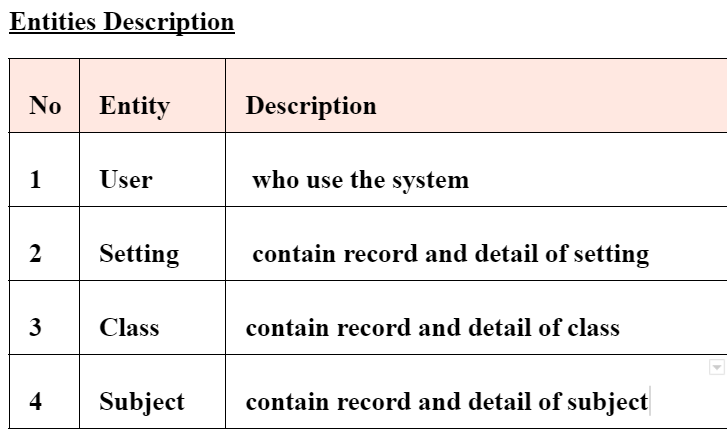 Entities Description
No Entity Description
1 User who use the system
2 Setting contain record and detail of setting
3 Class contain record and detail of class
4 Subject contain record and detail of subject